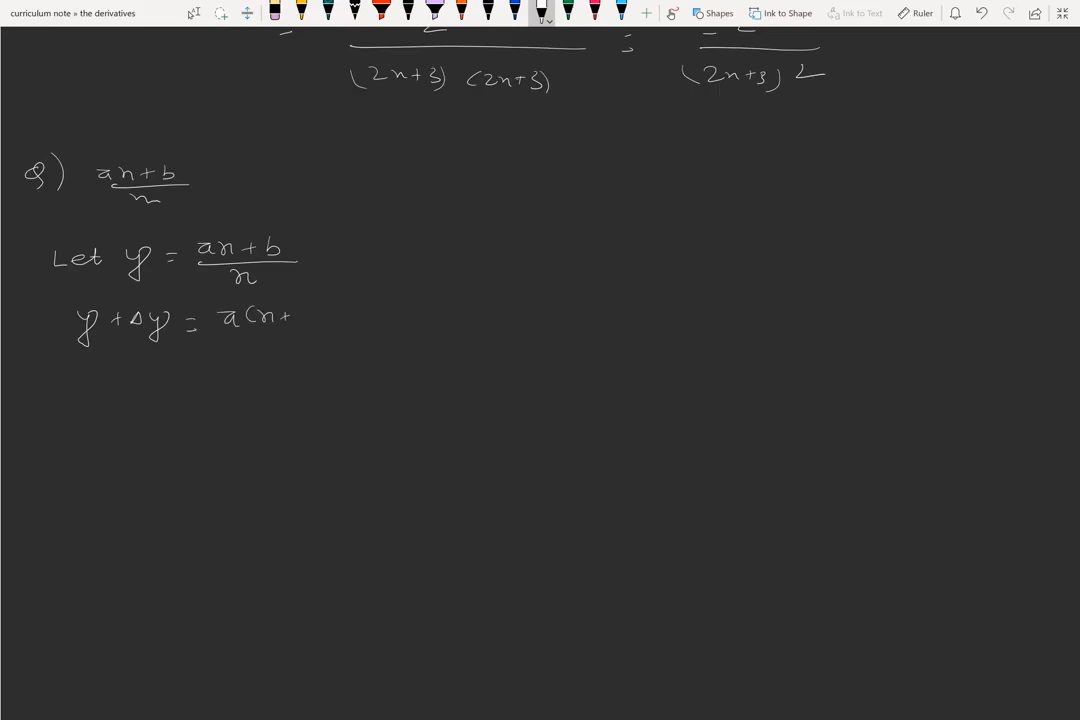 curriculum note » the derivatives Shapes Ink to Shape Ink to Text Ruler
(2x+3) (2x+3) = (2x+3)2
Q) ax+b
x
Let y = ax+b
x
y + Δy = a(x+